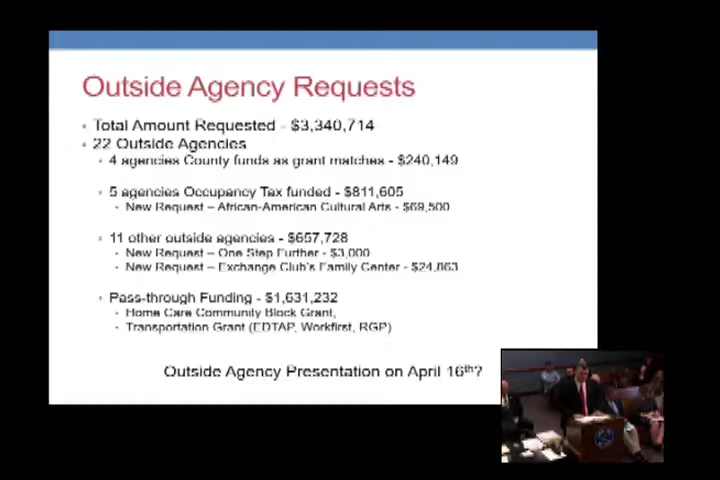 Outside Agency Requests
Total Amount Requested - $3,340,714
22 Outside Agencies
4 agencies County funds as grant matches - $240,149
5 agencies Occupancy Tax funded - $811,605
New Request – African-American Cultural Arts - $69,500
11 other outside agencies - $657,728
New Request – One Step Further - $3,000
New Request – Exchange Club's Family Center - $24,863
Pass-through Funding - $1,631,232
Home Care Community Block Grant,
Transportation Grant (EDTAP, Workfirst, RGP)
Outside Agency Presentation on April 16th?